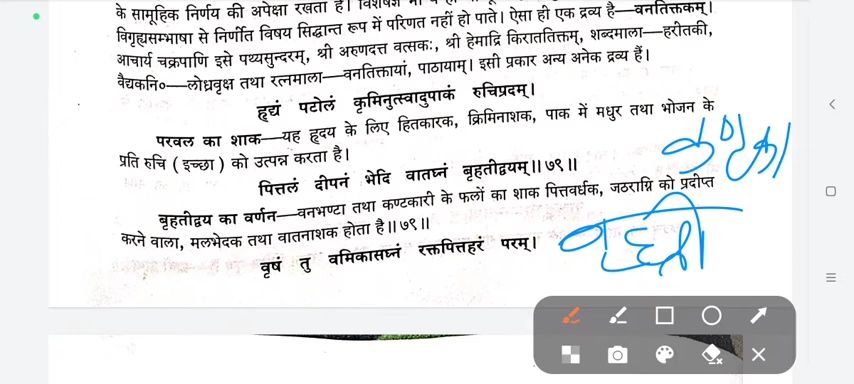 के सामूहिक निर्णय की अपेक्षा रखता है।
विगृह्यसम्भाषा से निर्णीत विषय सिद्धान्त रूप में परिणत नहीं हो पाते। ऐसा ही एक द्रव्य है—वनतिक्तकम्।
आचार्य चक्रपाणि इसे पथ्यसुन्दरम्, श्री अरुणदत्त वत्सकः, श्री हेमाद्रि किराततिक्तम्, शब्दमाला—हरीतकी,
वैद्यकनि०—लोध्रवृक्ष तथा रत्नमाला—वनतिक्तायां, पाठायाम्। इसी प्रकार अन्य अनेक द्रव्य हैं।
हृद्यं पटोलं कृमिनुत्स्वादुपाकं रुचिप्रदम्।
परवल का शाक—यह हृदय के लिए हितकारक, क्रिमिनाशक, पाक में मधुर तथा भोजन के
प्रति रुचि (इच्छा) को उत्पन्न करता है।
पित्तलं दीपनं भेदि वातघ्नं बृहतीद्वयम्॥७९॥
बृहतीद्वय का वर्णन—वनभण्टा तथा कण्टकारी के फलों का शाक पित्तवर्धक, जठराग्नि को प्रदीप्त
करने वाला, मलभेदक तथा वातनाशक होता है॥७९॥
वृषं तु वमिकासघ्नं रक्तपित्तहरं परम्।